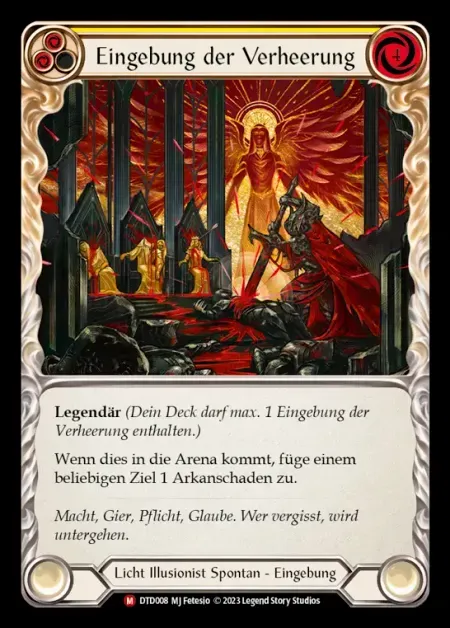 Eingebung der Verheerung
4
Legendär (Dein Deck darf max. 1 Eingebung der
Verheerung enthalten.)
Wenn dies in die Arena kommt, füge einem
beliebigen Ziel 1 Arkanschaden zu.
Macht, Gier, Pflicht, Glaube. Wer vergisst, wird
untergehen.
Licht Illusionist Spontan - Eingebung
M DTD008 MJ Fetesio © 2023 Legend Story Studios